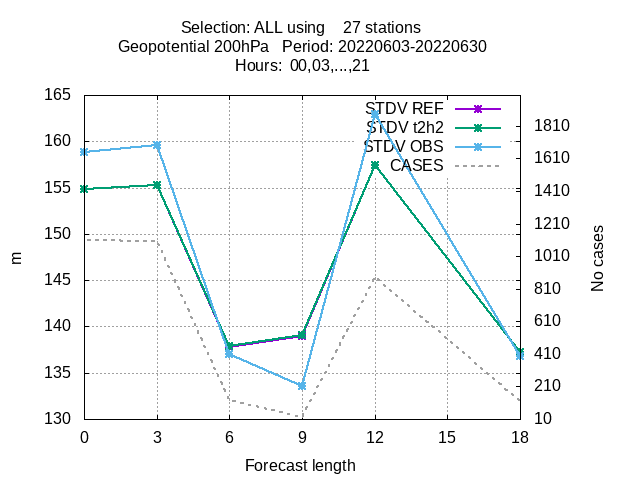 Selection: ALL using    27 stations
Geopotential 200hPa   Period: 20220603-20220630
Hours:  00,03,...,21
165
160
155
150
145
140
135
130
m
STDV REF
STDV t2h2
STDV OBS
CASES
1810
1610
1410
1210
1010
810
610
410
210
10
No cases
0 3 6 9 12 15 18
Forecast length